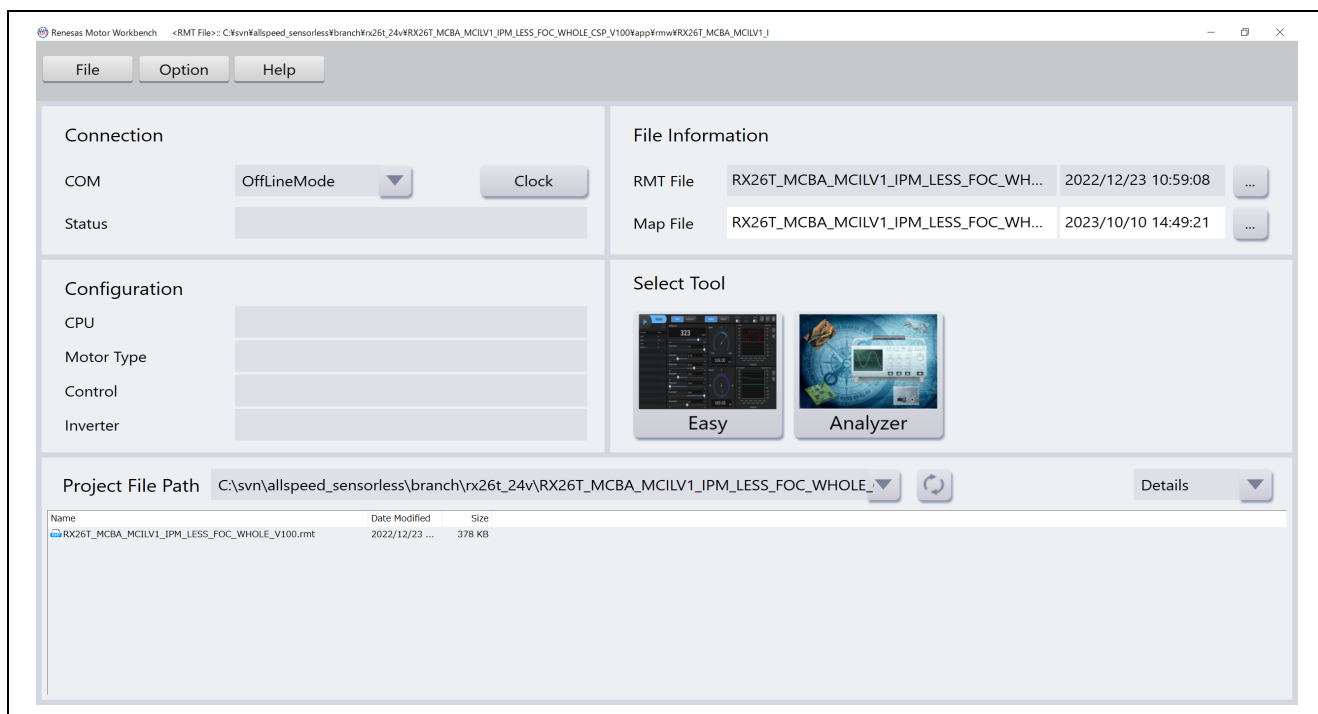 Renesas Motor Workbench <RMT File>:: C:¥svn¥allspeed_sensorless¥branch¥rx26t_24v¥RX26T_MCBA_MCILV1_IPM_LESS_FOC_WHOLE_CSP_V100¥app¥rmw¥RX26T_MCBA_MCILV1_I
File Option Help
Connection
COM OffLineMode Clock
Status
File Information
RMT File RX26T_MCBA_MCILV1_IPM_LESS_FOC_WH... 2022/12/23 10:59:08 ...
Map File RX26T_MCBA_MCILV1_IPM_LESS_FOC_WH... 2023/10/10 14:49:21 ...
Configuration
CPU
Motor Type
Control
Inverter
Select Tool
323
Easy Analyzer
Project File Path C:\svn\allspeed_sensorless\branch\rx26t_24v\RX26T_MCBA_MCILV1_IPM_LESS_FOC_WHOLE_ Details
Name Date Modified Size
RX26T_MCBA_MCILV1_IPM_LESS_FOC_WHOLE_V100.rmt 2022/12/23 ... 378 KB